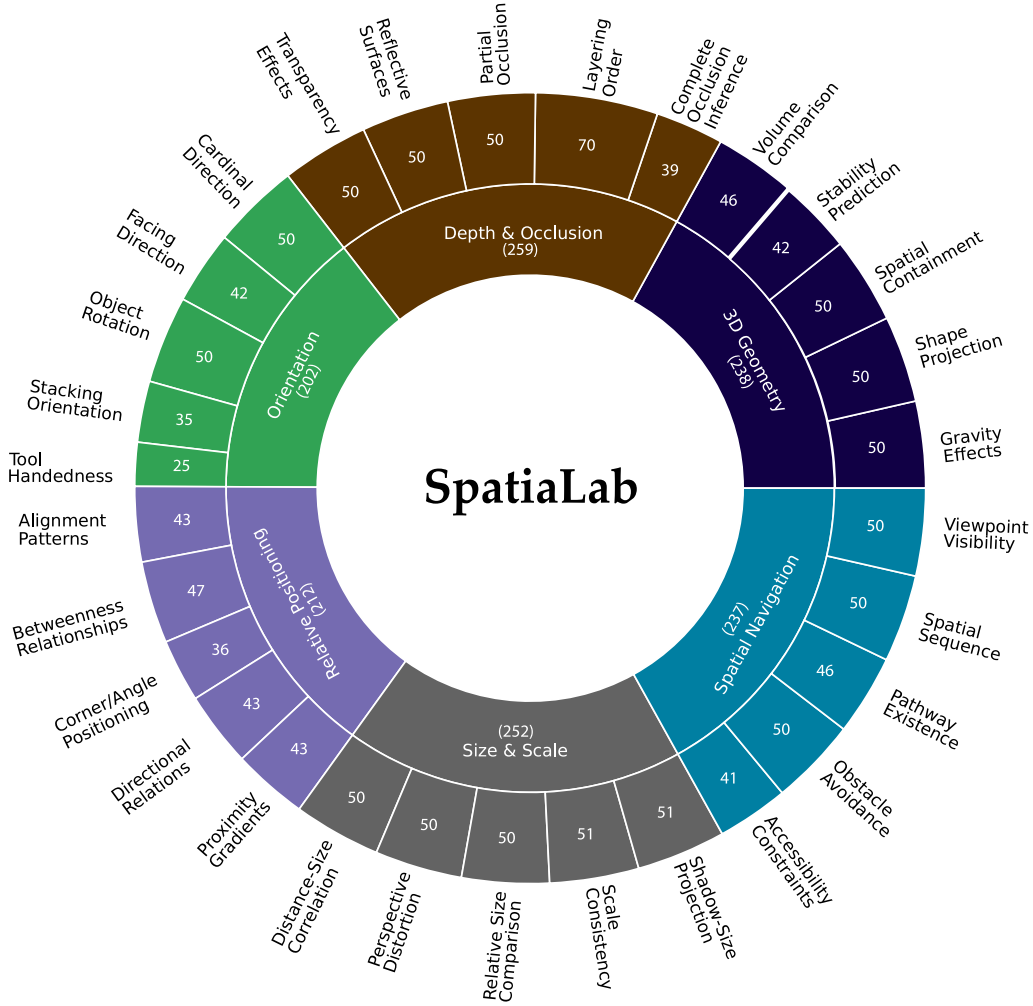 SpatiaLab
Depth & Occlusion
(259)
Transparency
Effects
50
Reflective
Surfaces
50
Partial
Occlusion
50
Layering
Order
70
Complete
Occlusion
Inference
39
3D Geometry
(238)
Volume
Comparison
46
Stability
Prediction
42
Spatial
Containment
50
Shape
Projection
50
Gravity
Effects
50
(237)
Spatial Navigation
Viewpoint
Visibility
50
Spatial
Sequence
50
Pathway
Existence
46
Obstacle
Avoidance
50
Accessibility
Constraints
41
(252)
Size & Scale
Shadow-Size
Projection
51
Scale
Consistency
51
Relative Size
Comparison
50
Perspective
Distortion
50
Distance-Size
Correlation
50
Relative Positioning
(212)
Proximity
Gradients
43
Directional
Relations
43
Corner/Angle
Positioning
36
Betweenness
Relationships
47
Alignment
Patterns
43
Orientation
(202)
Tool
Handedness
25
Stacking
Orientation
35
Object
Rotation
50
Facing
Direction
42
Cardinal
Direction
50